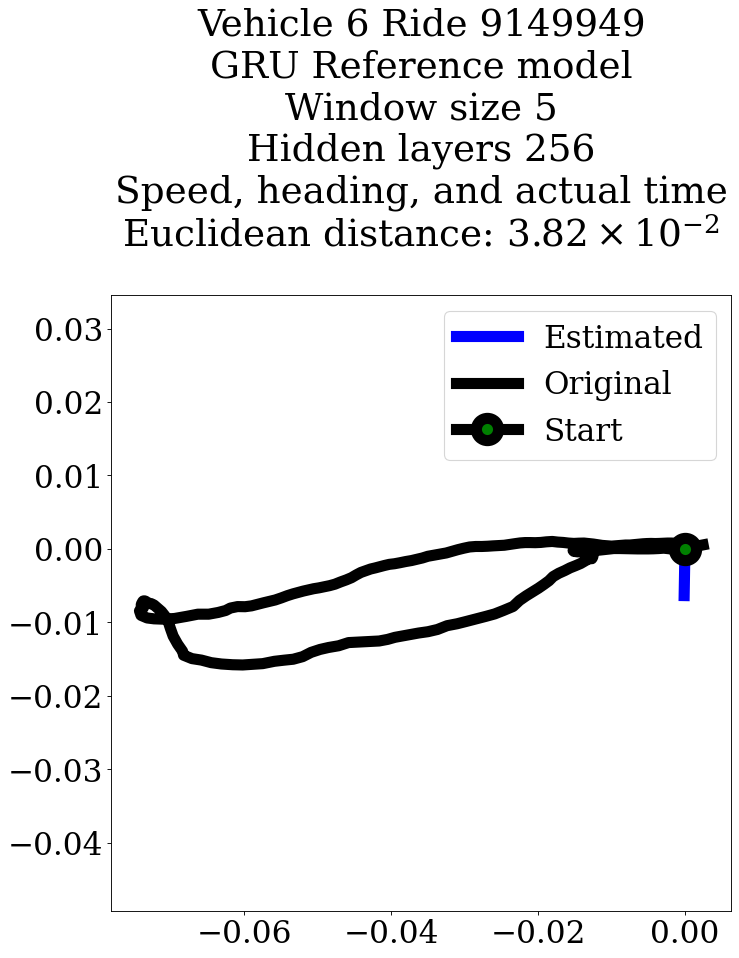 Vehicle 6 Ride 9149949
GRU Reference model
Window size 5
Hidden layers 256
Speed, heading, and actual time
Euclidean distance: 3.82 × 10⁻²
Estimated
Original
Start
0.03
0.02
0.01
0.00
−0.01
−0.02
−0.03
−0.04
−0.06 −0.04 −0.02 0.00